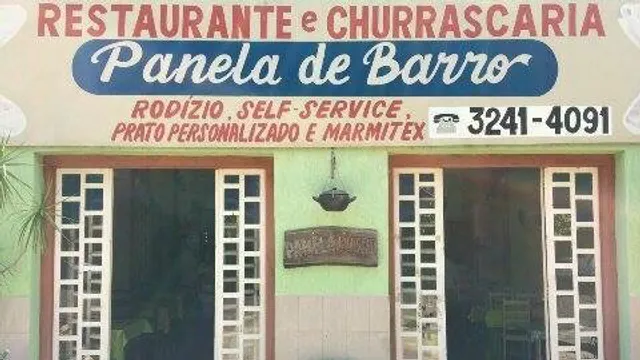 RESTAURANTE e CHURRASCARIA
Panela de Barro
RODÍZIO, SELF-SERVICE,
PRATO PERSONALIZADO E MARMITEX
3241-4091